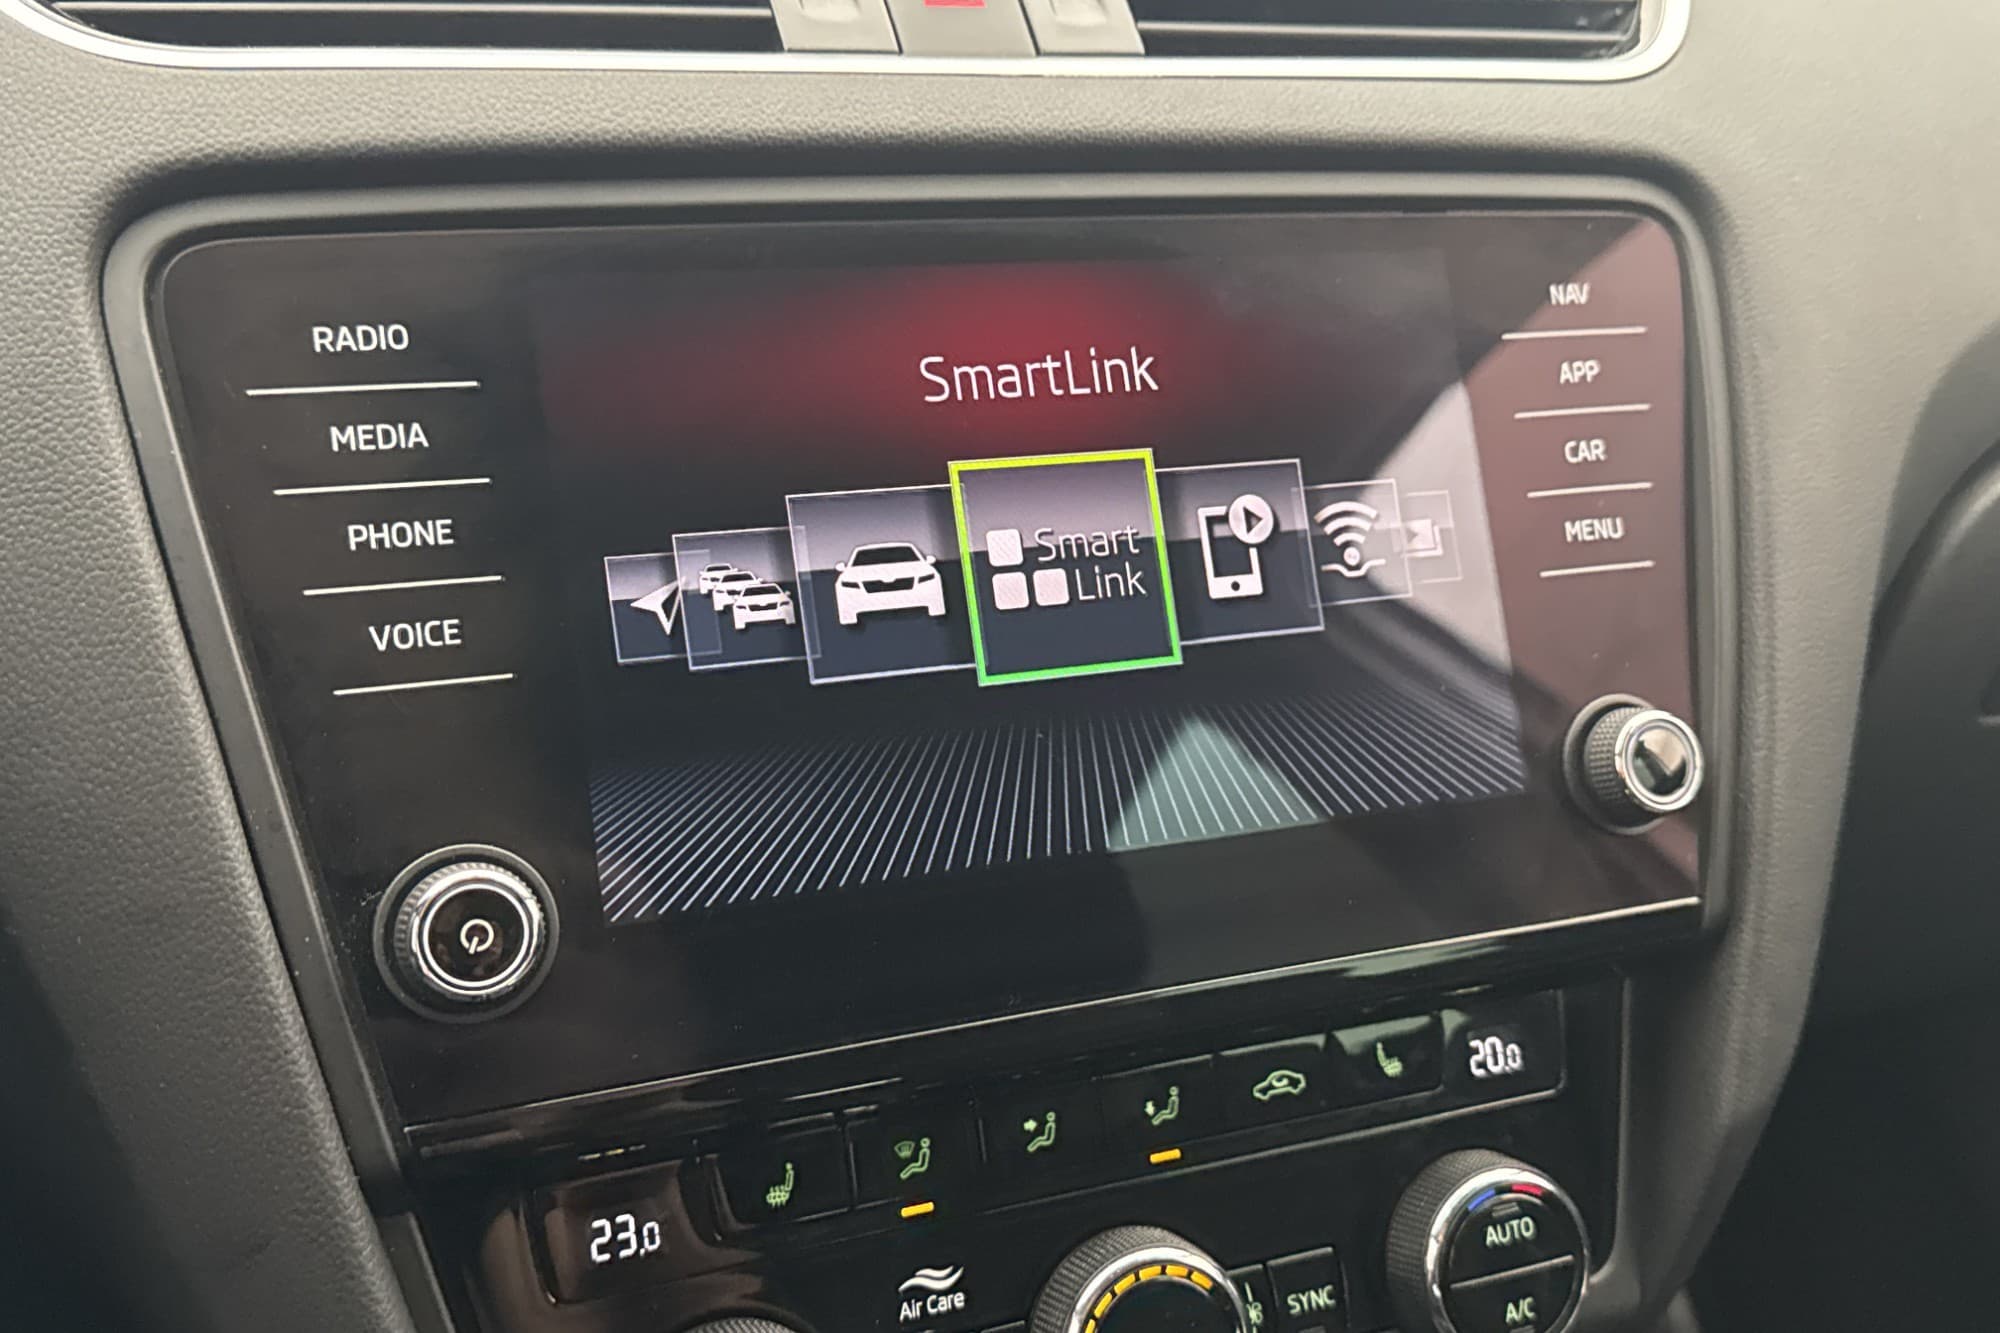 RADIO
MEDIA
PHONE
VOICE
SmartLink
Smart
Link
NAV
APP
CAR
MENU
23.0
20.0
Air Care
SYNC
AUTO
A/C